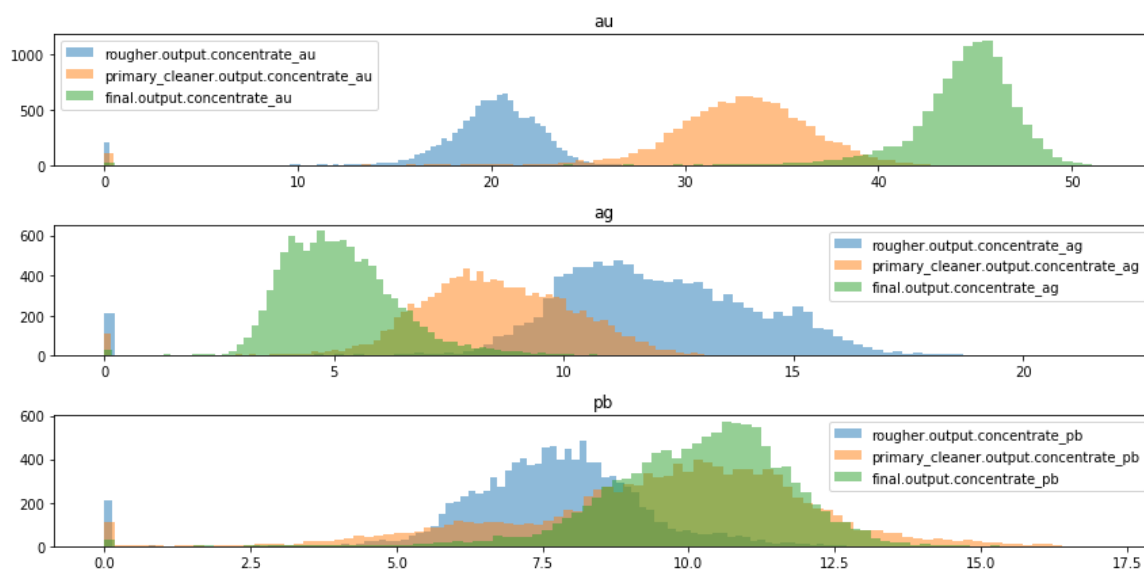 au
1000
500
0
rougher.output.concentrate_au
primary_cleaner.output.concentrate_au
final.output.concentrate_au
0 10 20 30 40 50
ag
600
400
200
0
rougher.output.concentrate_ag
primary_cleaner.output.concentrate_ag
final.output.concentrate_ag
0 5 10 15 20
pb
600
400
200
0
rougher.output.concentrate_pb
primary_cleaner.output.concentrate_pb
final.output.concentrate_pb
0.0 2.5 5.0 7.5 10.0 12.5 15.0 17.5